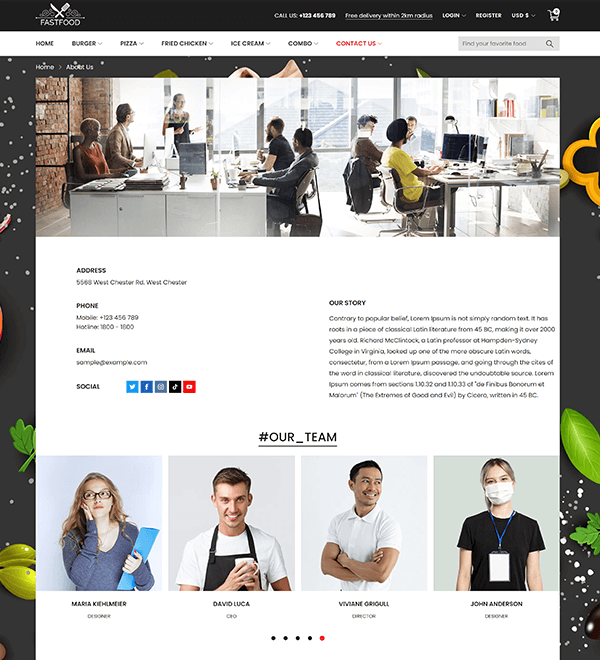 FASTFOOD
CALL US: +123 456 789
Free delivery within 2km radius
LOGIN
REGISTER
USD $
0
HOME
BURGER
PIZZA
FRIED CHICKEN
ICE CREAM
COMBO
CONTACT US
Find your favorite food
Home > About Us
ADDRESS
5568 West Chester Rd, West Chester
PHONE
Mobile: +123 456 789
Hotline: 1800 - 1800
EMAIL
sample@example.com
SOCIAL
OUR STORY
Contrary to popular belief, Lorem Ipsum is not simply random text. It has
roots in a piece of classical Latin literature from 45 BC, making it over 2000
years old. Richard McClintock, a Latin professor at Hampden-Sydney
College in Virginia, looked up one of the more obscure Latin words,
consectetur, from a Lorem Ipsum passage, and going through the cites of
the word in classical literature, discovered the undoubtable source. Lorem
Ipsum comes from sections 1.10.32 and 1.10.33 of "de Finibus Bonorum et
Malorum" (The Extremes of Good and Evil) by Cicero, written in 45 BC.
#OUR_TEAM
MARIA KIEHLMEIER
DESIGNER
DAVID LUCA
CEO
VIVIANE GRIGULL
DIRECTOR
JOHN ANDERSON
DESIGNER